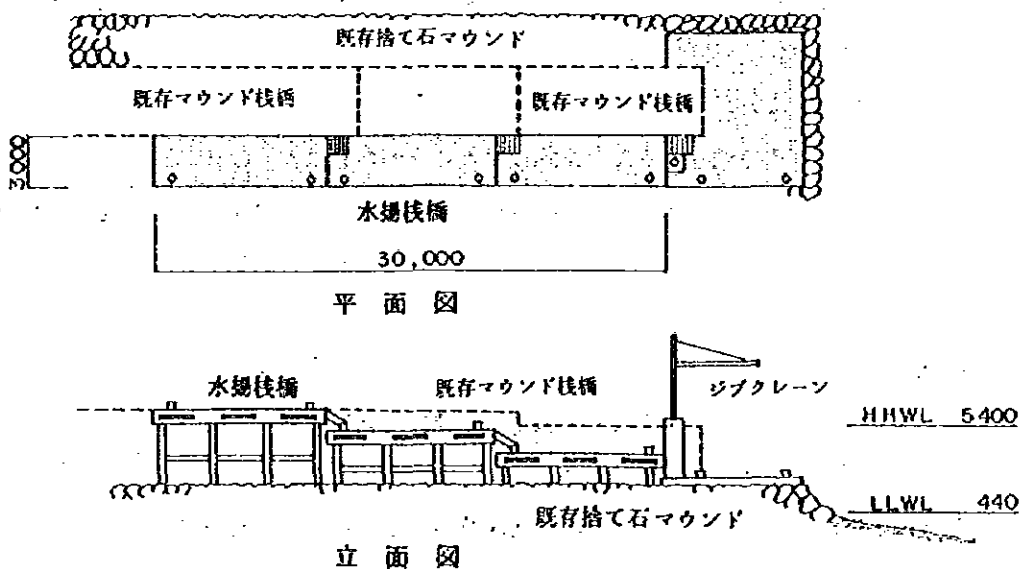 既存捨て石マウンド
既存マウンド桟橋
既存マウンド桟橋
3000
水揚桟橋
30,000
平面図
水揚桟橋
既存マウンド桟橋
ジブクレーン
HHWL 5400
LLWL 440
既存捨て石マウンド
立面図